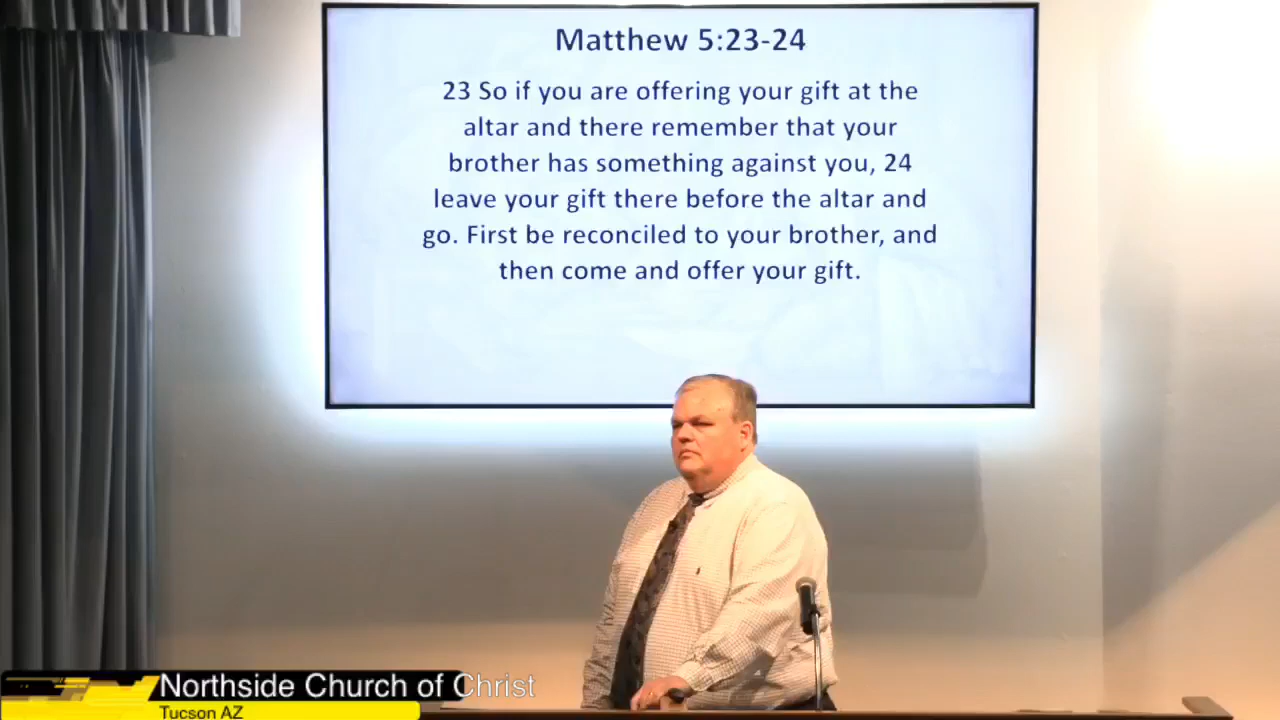 Matthew 5:23-24
23 So if you are offering your gift at the
altar and there remember that your
brother has something against you, 24
leave your gift there before the altar and
go. First be reconciled to your brother, and
then come and offer your gift.
Northside Church of Christ
Tucson AZ